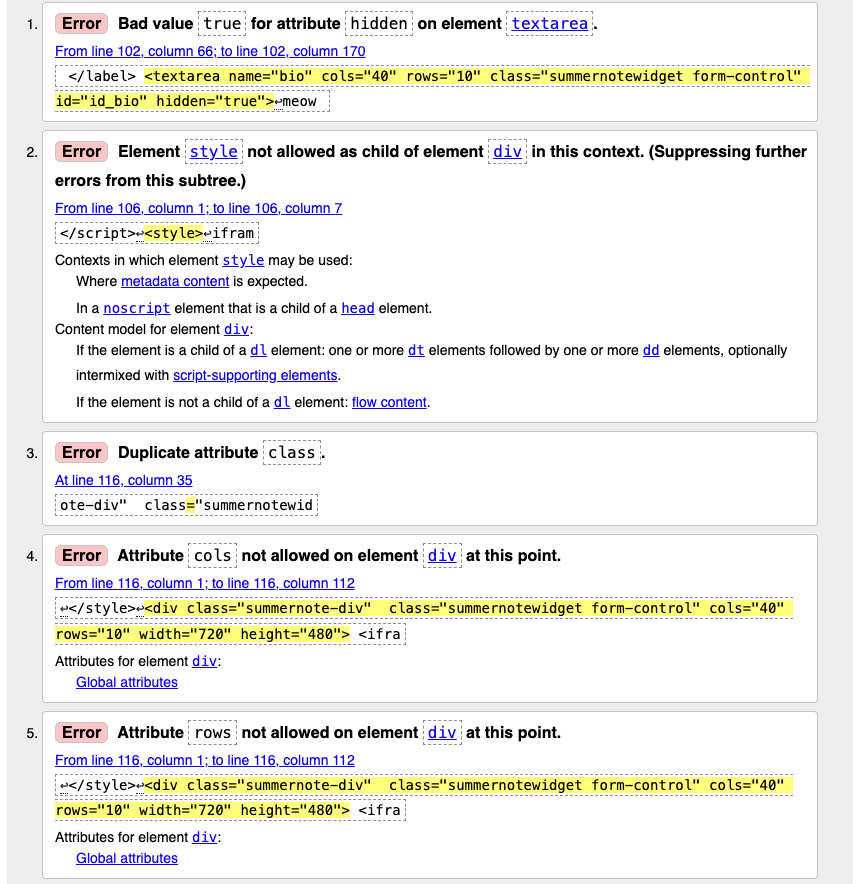 1. Error Bad value true for attribute hidden on element textarea.
From line 102, column 66; to line 102, column 170
</label> <textarea name="bio" cols="40" rows="10" class="summernotewidget form-control"
id="id_bio" hidden="true">↩meow
2. Error Element style not allowed as child of element div in this context. (Suppressing further
errors from this subtree.)
From line 106, column 1; to line 106, column 7
</script>↩<style>↩ifram
Contexts in which element style may be used:
Where metadata content is expected.
In a noscript element that is a child of a head element.
Content model for element div:
If the element is a child of a dl element: one or more dt elements followed by one or more dd elements, optionally
intermixed with script-supporting elements.
If the element is not a child of a dl element: flow content.
3. Error Duplicate attribute class.
At line 116, column 35
ote-div"  class="summernotewid
4. Error Attribute cols not allowed on element div at this point.
From line 116, column 1; to line 116, column 112
↩</style>↩<div class="summernote-div"  class="summernotewidget form-control" cols="40"
rows="10" width="720" height="480"> <ifra
Attributes for element div:
Global attributes
5. Error Attribute rows not allowed on element div at this point.
From line 116, column 1; to line 116, column 112
↩</style>↩<div class="summernote-div"  class="summernotewidget form-control" cols="40"
rows="10" width="720" height="480"> <ifra
Attributes for element div:
Global attributes